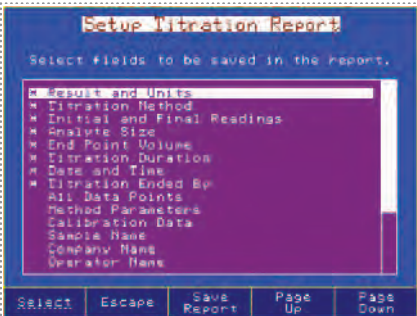 Setup Titration Report
Select fields to be saved in the report.
* Result and Units
* Titration Method
* Initial and Final Readings
* Analyte Size
* End Point Volume
* Titration Duration
* Date and Time
* Titration Ended By
All Data Points
Method Parameters
Calibration Data
Sample Name
Company Name
Operator Name
Select Escape Save Report Page Up Page Down